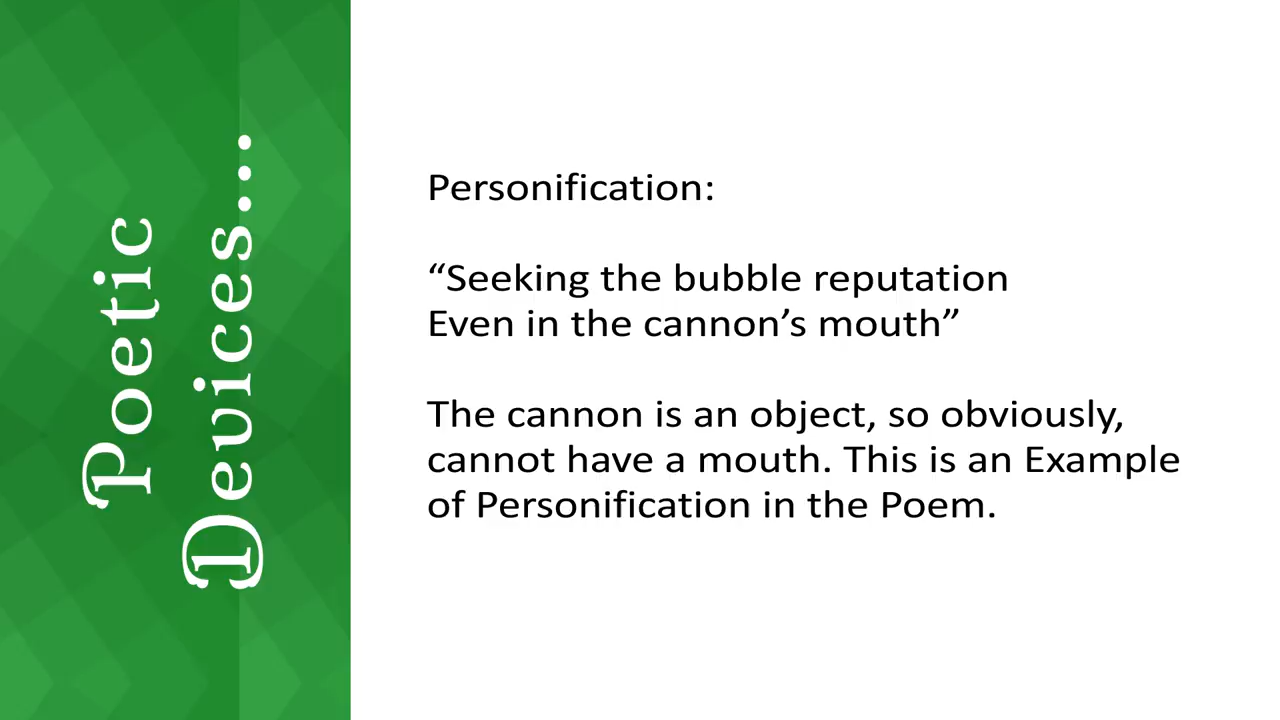 Poetic
Devices...
Personification:
“Seeking the bubble reputation
Even in the cannon’s mouth”
The cannon is an object, so obviously,
cannot have a mouth. This is an Example
of Personification in the Poem.